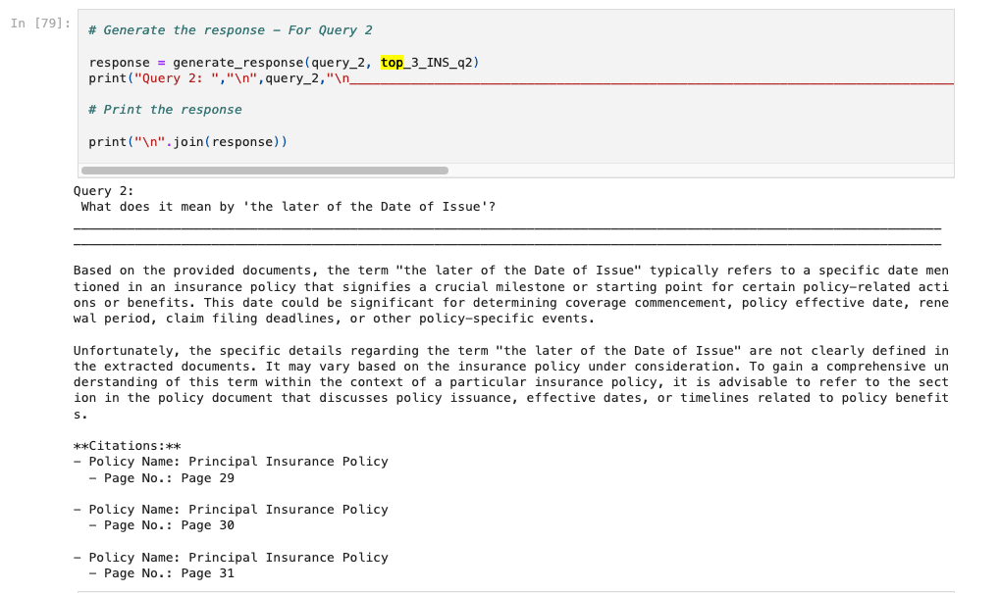 In [79]:
# Generate the response - For Query 2
response = generate_response(query_2, top_3_INS_q2)
print("Query 2: ","\n",query_2,"\n_______________________________________________________________________________
# Print the response
print("\n".join(response))
Query 2:
 What does it mean by 'the later of the Date of Issue'?
_________________________________________________________________________________________________________________
_________________________________________________________________________________________________________________
Based on the provided documents, the term "the later of the Date of Issue" typically refers to a specific date men
tioned in an insurance policy that signifies a crucial milestone or starting point for certain policy-related acti
ons or benefits. This date could be significant for determining coverage commencement, policy effective date, rene
wal period, claim filing deadlines, or other policy-specific events.
Unfortunately, the specific details regarding the term "the later of the Date of Issue" are not clearly defined in
the extracted documents. It may vary based on the insurance policy under consideration. To gain a comprehensive un
derstanding of this term within the context of a particular insurance policy, it is advisable to refer to the sect
ion in the policy document that discusses policy issuance, effective dates, or timelines related to policy benefit
s.
**Citations:**
- Policy Name: Principal Insurance Policy
  - Page No.: Page 29
- Policy Name: Principal Insurance Policy
  - Page No.: Page 30
- Policy Name: Principal Insurance Policy
  - Page No.: Page 31